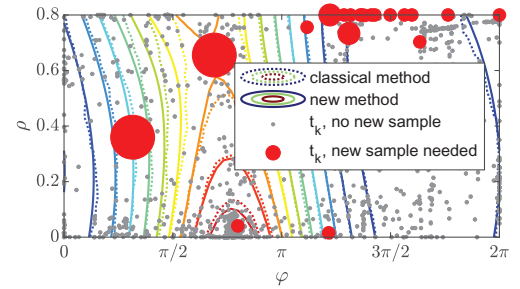 0.8
0.6
0.4
0.2
0
ρ
classical method
new method
t_k, no new sample
t_k, new sample needed
0 π/2 π 3π/2 2π
φ